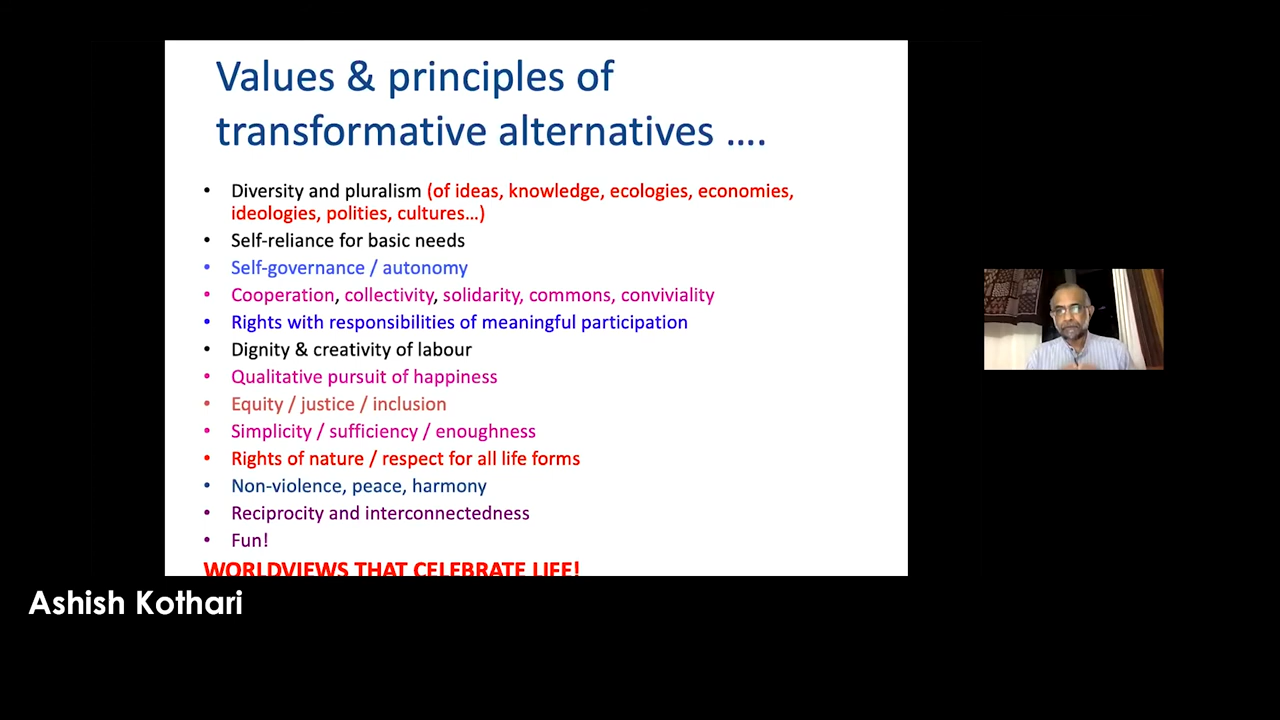 Values & principles of
transformative alternatives ….
• Diversity and pluralism (of ideas, knowledge, ecologies, economies,
ideologies, polities, cultures…)
• Self-reliance for basic needs
• Self-governance / autonomy
• Cooperation, collectivity, solidarity, commons, conviviality
• Rights with responsibilities of meaningful participation
• Dignity & creativity of labour
• Qualitative pursuit of happiness
• Equity / justice / inclusion
• Simplicity / sufficiency / enoughness
• Rights of nature / respect for all life forms
• Non-violence, peace, harmony
• Reciprocity and interconnectedness
• Fun!
WORLDVIEWS THAT CELEBRATE LIFE!
Ashish Kothari